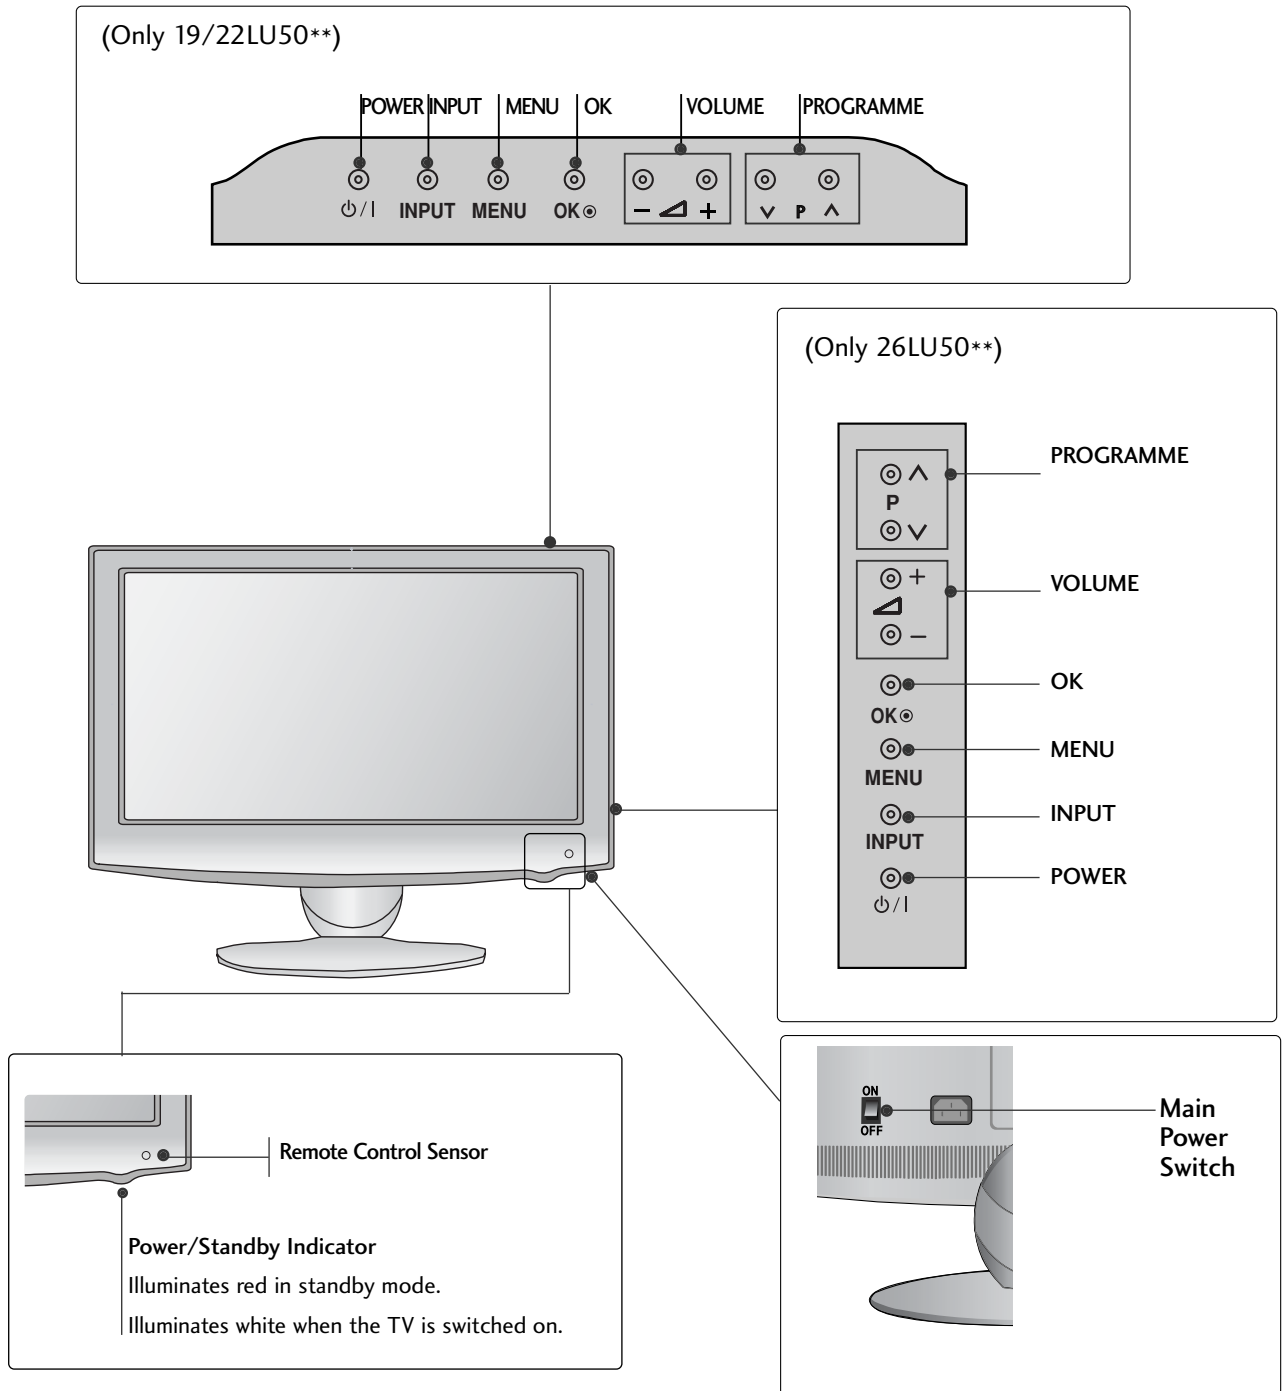 (Only 19/22LU50**)
POWER INPUT MENU OK VOLUME PROGRAMME
⏻/I INPUT MENU OK⦿ − + ∨ P ∧
(Only 26LU50**)
∧
P
∨
PROGRAMME
+
−
VOLUME
OK⦿
OK
MENU
MENU
INPUT
INPUT
⏻/I
POWER
Remote Control Sensor
Power/Standby Indicator
Illuminates red in standby mode.
Illuminates white when the TV is switched on.
ON
OFF
Main
Power
Switch